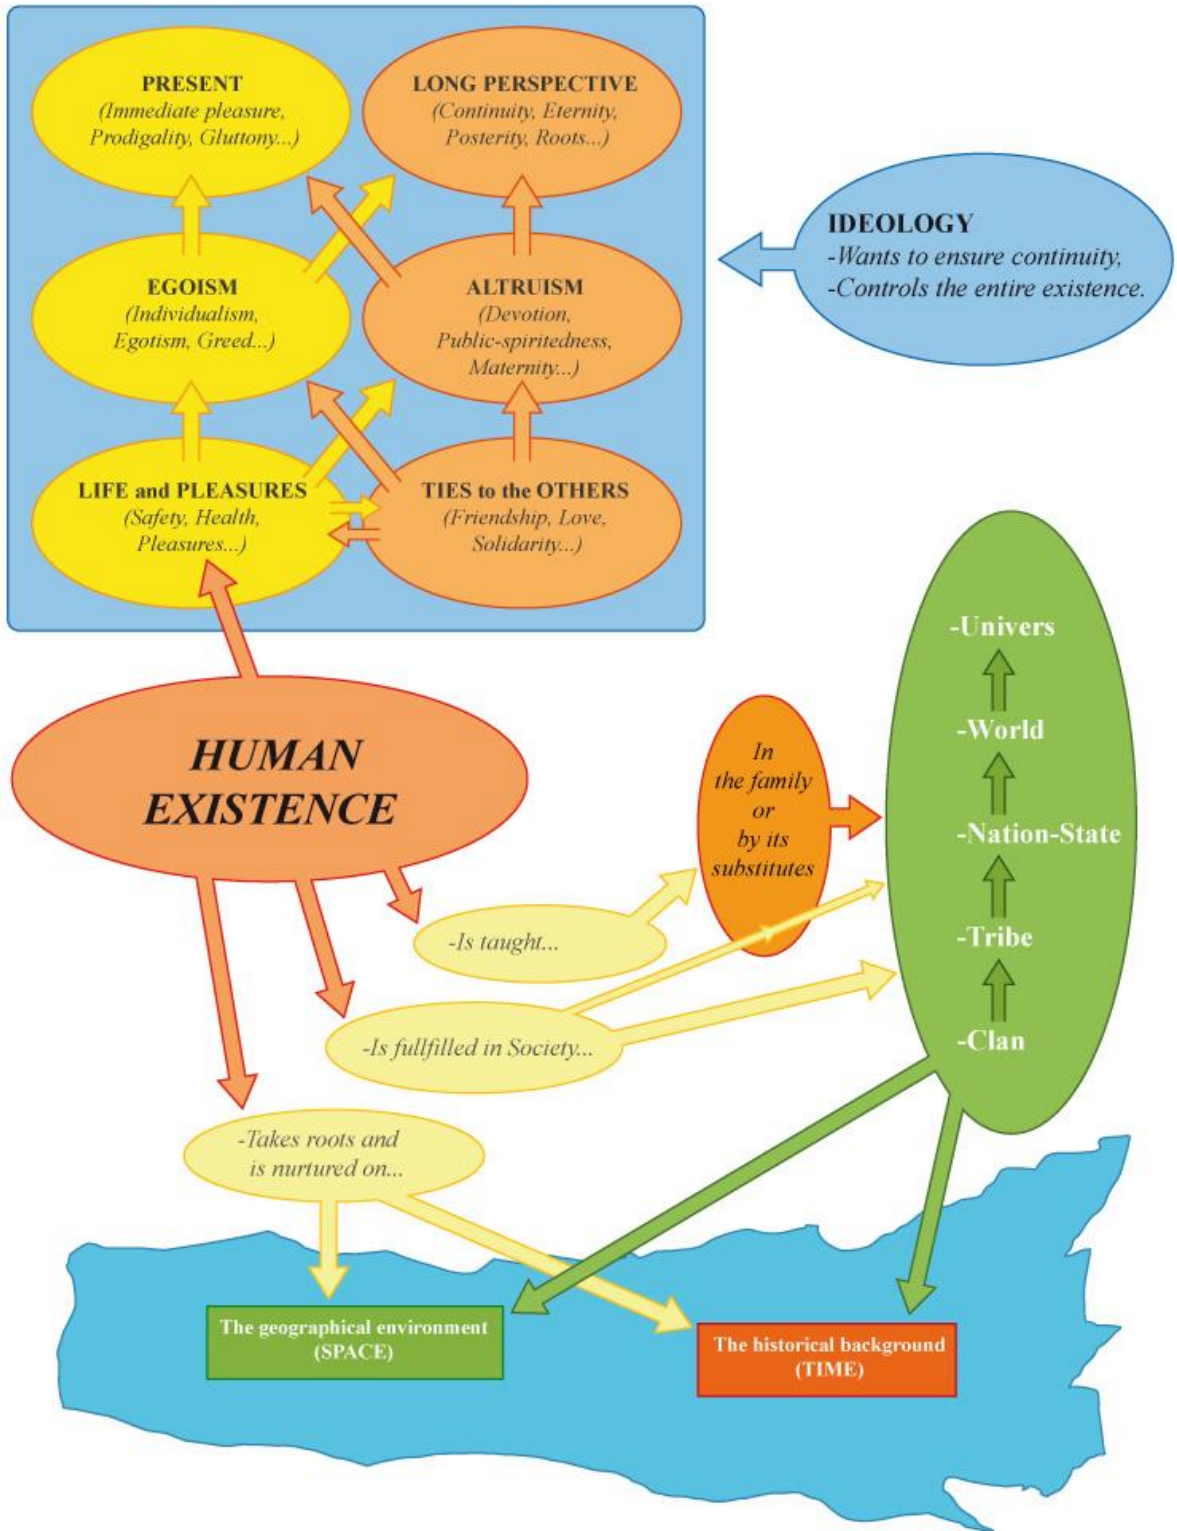 PRESENT
(Immediate pleasure,
Prodigality, Gluttony...)
LONG PERSPECTIVE
(Continuity, Eternity,
Posterity, Roots...)
EGOISM
(Individualism,
Egotism, Greed...)
ALTRUISM
(Devotion,
Public-spiritedness,
Maternity...)
IDEOLOGY
-Wants to ensure continuity,
-Controls the entire existence.
LIFE and PLEASURES
(Safety, Health,
Pleasures...)
TIES to the OTHERS
(Friendship, Love,
Solidarity...)
HUMAN
EXISTENCE
In
the family
or
by its
substitutes
-Univers
-World
-Nation-State
-Tribe
-Clan
-Is taught...
-Is fullfilled in Society...
-Takes roots and
is nurtured on...
The geographical environment
(SPACE)
The historical background
(TIME)